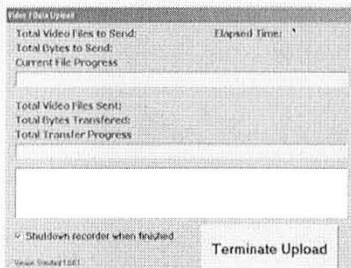 Video / Data Upload
Total Video Files to Send: Elapsed Time:
Total Bytes to Send:
Current File Progress
Total Video Files Sent:
Total Bytes Transfered:
Total Transfer Progress
Shutdown recorder when finished
Terminate Upload